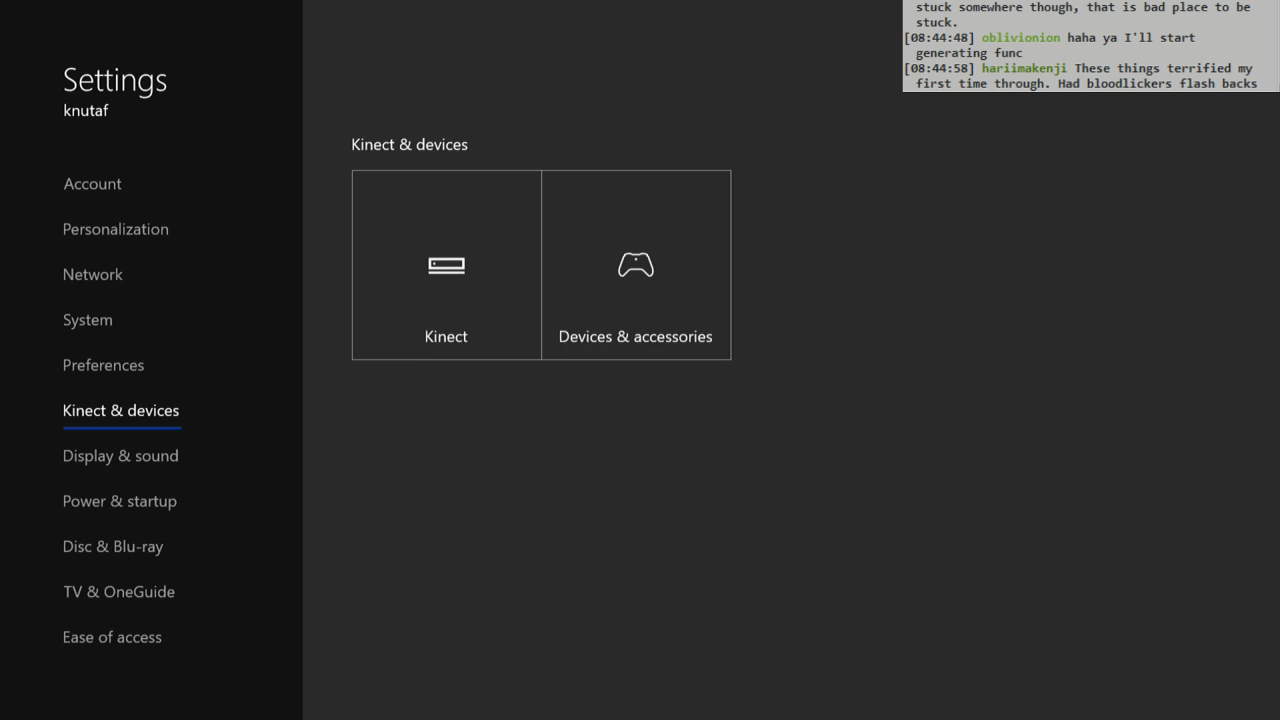 stuck somewhere though, that is bad place to be
stuck.
[08:44:48] oblivionion haha ya I'll start
generating func
[08:44:58] hariimakenji These things terrified my
first time through. Had bloodlickers flash backs
Settings
knutaf
Account
Personalization
Network
System
Preferences
Kinect & devices
Display & sound
Power & startup
Disc & Blu-ray
TV & OneGuide
Ease of access
Kinect & devices
Kinect
Devices & accessories